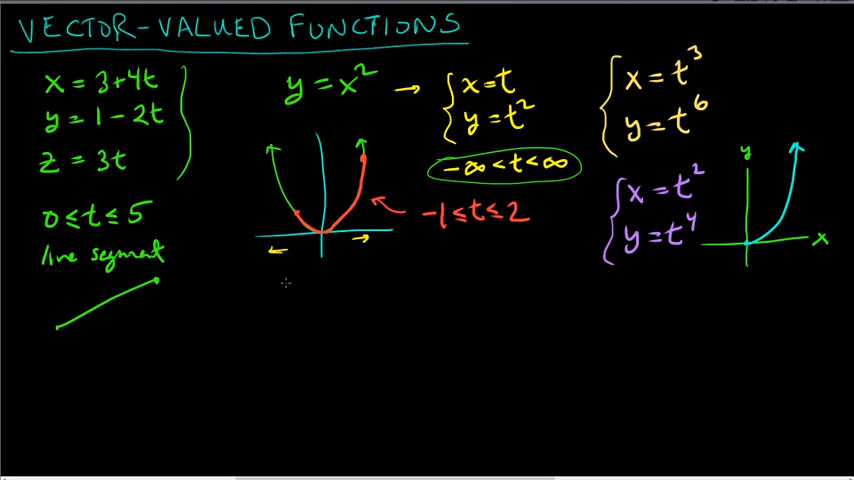 VECTOR-VALUED FUNCTIONS
x = 3+4t
y = 1-2t
z = 3t
0 ≤ t ≤ 5
line segment
y = x²
→
x = t
y = t²
-∞ < t < ∞
-1 ≤ t ≤ 2
x = t³
y = t⁶
x = t²
y = t⁴
y
x